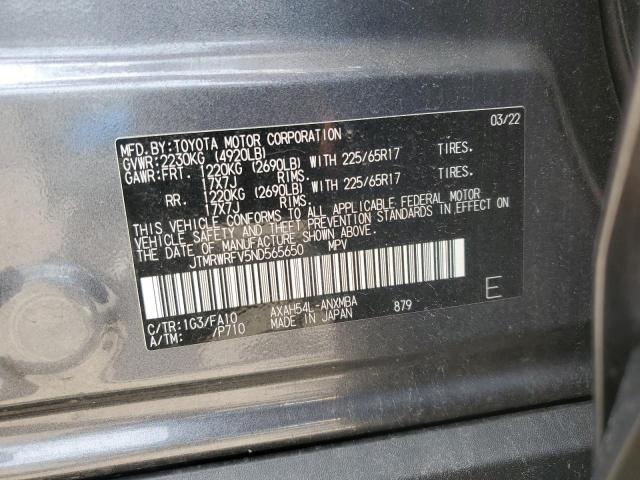 MFD.BY:TOYOTA MOTOR CORPORATION 03/22
GVWR:2230KG (4920LB)
GAWR:FRT. 1220KG (2690LB) WITH 225/65R17 TIRES.
17X7J RIMS.
RR. 1220KG (2690LB) WITH 225/65R17 TIRES.
17X7J RIMS.
THIS VEHICLE CONFORMS TO ALL APPLICABLE FEDERAL MOTOR
VEHICLE SAFETY AND THEFT PREVENTION STANDARDS IN EFFECT ON
THE DATE OF MANUFACTURE SHOWN ABOVE.
JTMRWRFV5ND565650 MPV
C/TR:1G3/FA10 AXAH54L-ANXMBA 879 E
A/TM: /P710 MADE IN JAPAN